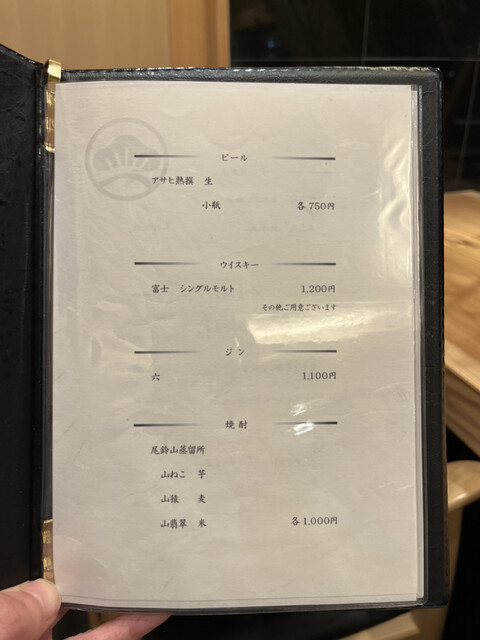 ビール
アサヒ熟撰 生
小瓶 各750円
ウイスキー
富士 シングルモルト 1,200円
その他ご用意ございます
ジン
六 1,100円
焼酎
尾鈴山蒸留所
山ねこ 芋
山猿 麦
山翡翠 米 各1,000円